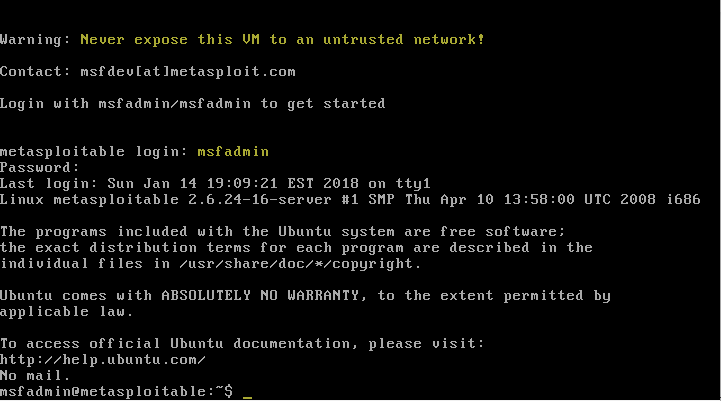 Warning: Never expose this VM to an untrusted network!
Contact: msfdev[at]metasploit.com
Login with msfadmin/msfadmin to get started
metasploitable login: msfadmin
Password:
Last login: Sun Jan 14 19:09:21 EST 2018 on tty1
Linux metasploitable 2.6.24-16-server #1 SMP Thu Apr 10 13:58:00 UTC 2008 i686
The programs included with the Ubuntu system are free software;
the exact distribution terms for each program are described in the
individual files in /usr/share/doc/*/copyright.
Ubuntu comes with ABSOLUTELY NO WARRANTY, to the extent permitted by
applicable law.
To access official Ubuntu documentation, please visit:
http://help.ubuntu.com/
No mail.
msfadmin@metasploitable:~$ _